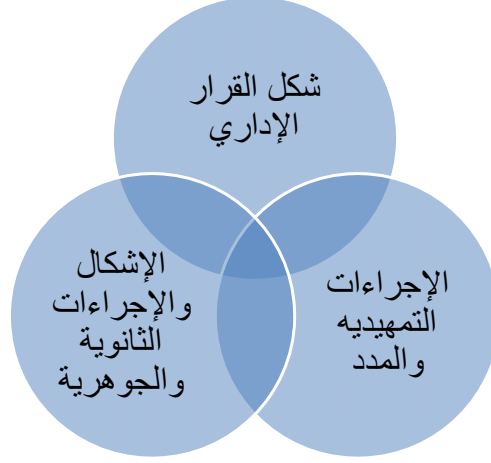 شكل القرار
الإداري
الإجراءات
التمهيديه
والمدد
الإشكال
والإجراءات
الثانوية
والجوهرية